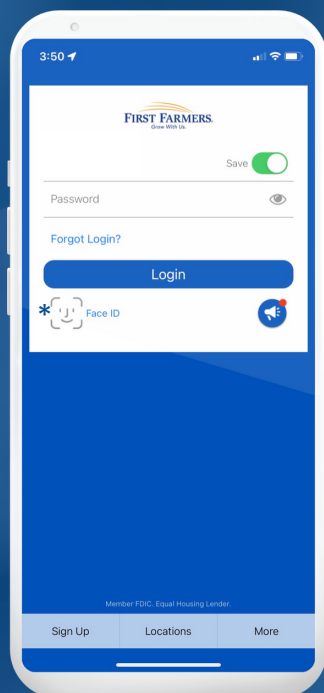 3:50
FIRST FARMERS.
Grow With Us.
Save
Password
Forgot Login?
Login
* Face ID
Member FDIC. Equal Housing Lender.
Sign Up Locations More